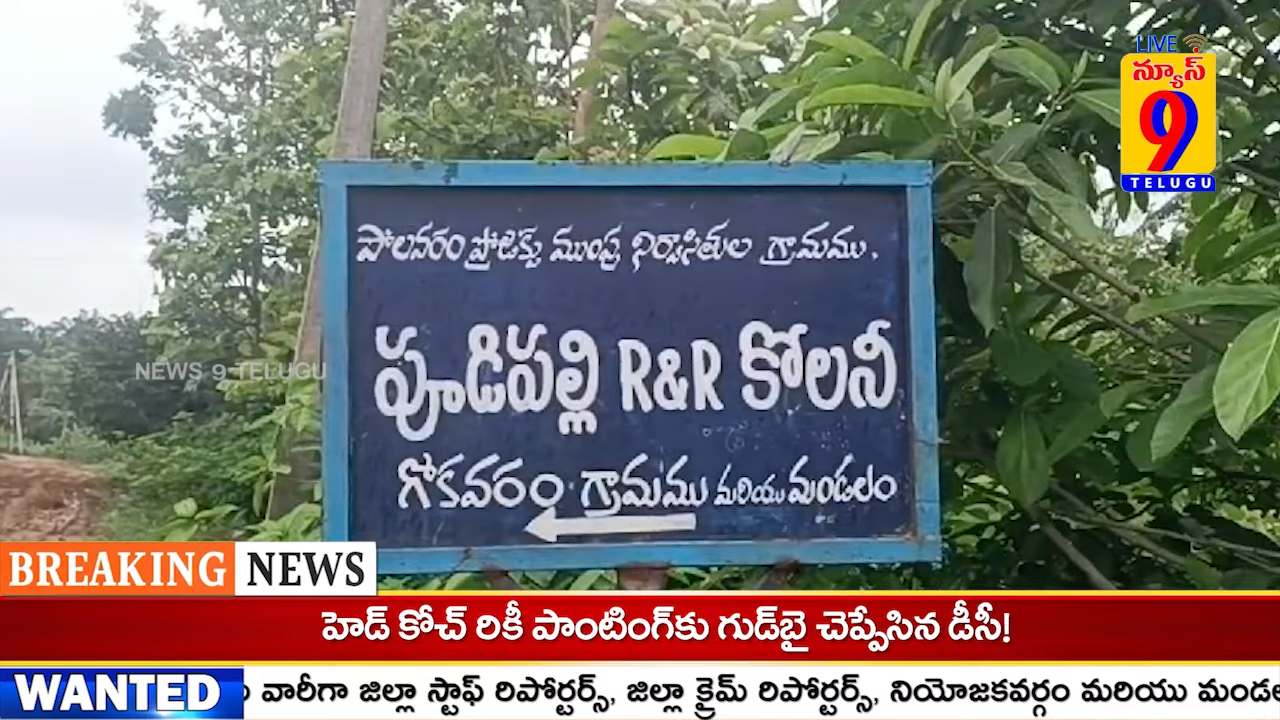 LIVE
న్యూస్
9
TELUGU
పోలవరం ప్రాజెక్టు ముంపు నిర్వాసితుల గ్రామము.
పూడిపల్లి R&R కోలనీ
NEWS 9 TELUGU
గోకవరం గ్రామము మరియు మండలం
BREAKING NEWS
హెడ్ కోచ్ రికీ పాంటింగ్‌కు గుడ్‌బై చెప్పేసిన డీసీ!
WANTED
వారీగా జిల్లా స్టాఫ్ రిపోర్టర్స్, జిల్లా క్రైమ్ రిపోర్టర్స్, నియోజకవర్గం మరియు